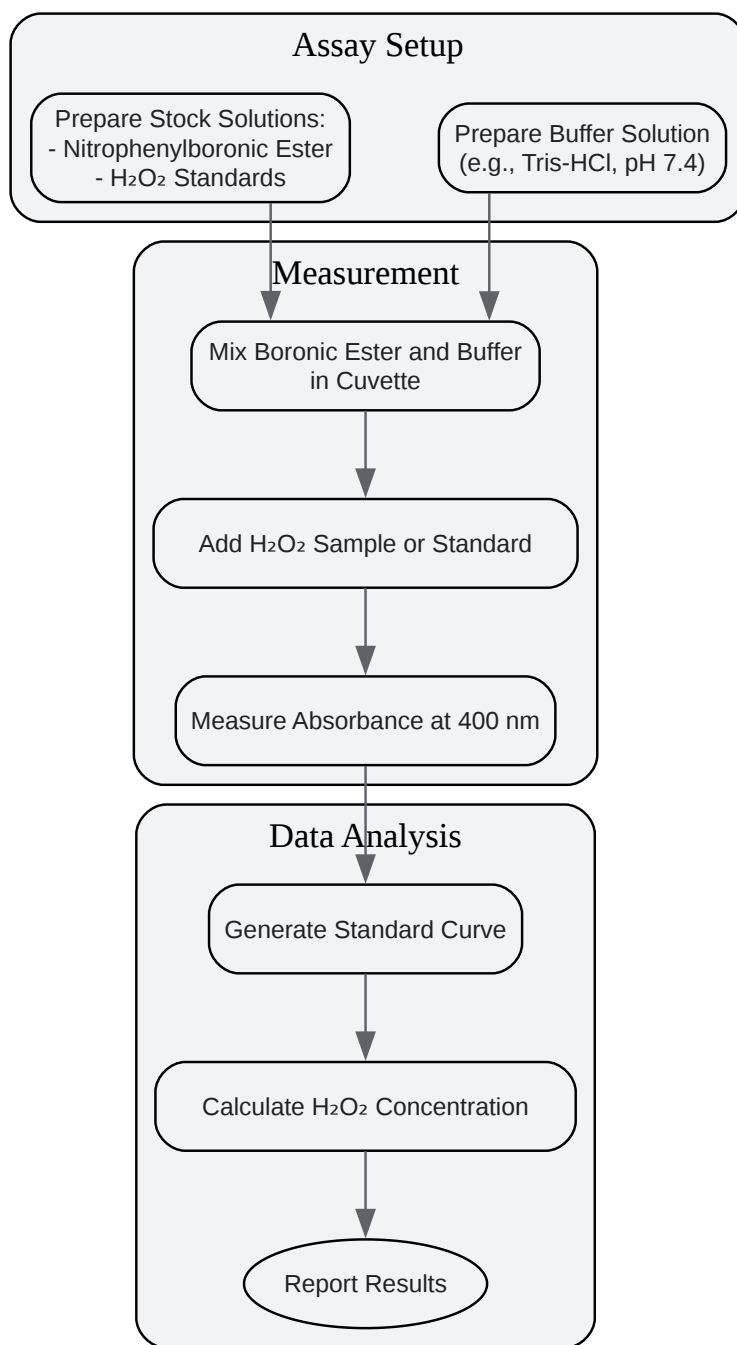 Assay Setup
Prepare Stock Solutions:
- Nitrophenylboronic Ester
- H₂O₂ Standards
Prepare Buffer Solution
(e.g., Tris-HCl, pH 7.4)
Measurement
Mix Boronic Ester and Buffer
in Cuvette
Add H₂O₂ Sample or Standard
Measure Absorbance at 400 nm
Data Analysis
Generate Standard Curve
Calculate H₂O₂ Concentration
Report Results